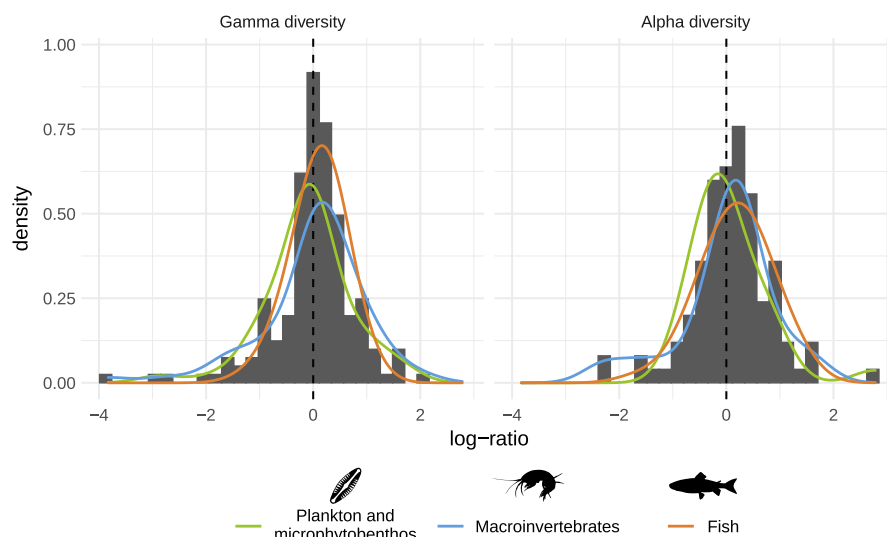 Gamma diversity
Alpha diversity
1.00
0.75
0.50
0.25
0.00
density
−4
−2
0
2
−4
−2
0
2
log−ratio
Plankton and
microphytobenthos
Macroinvertebrates
Fish